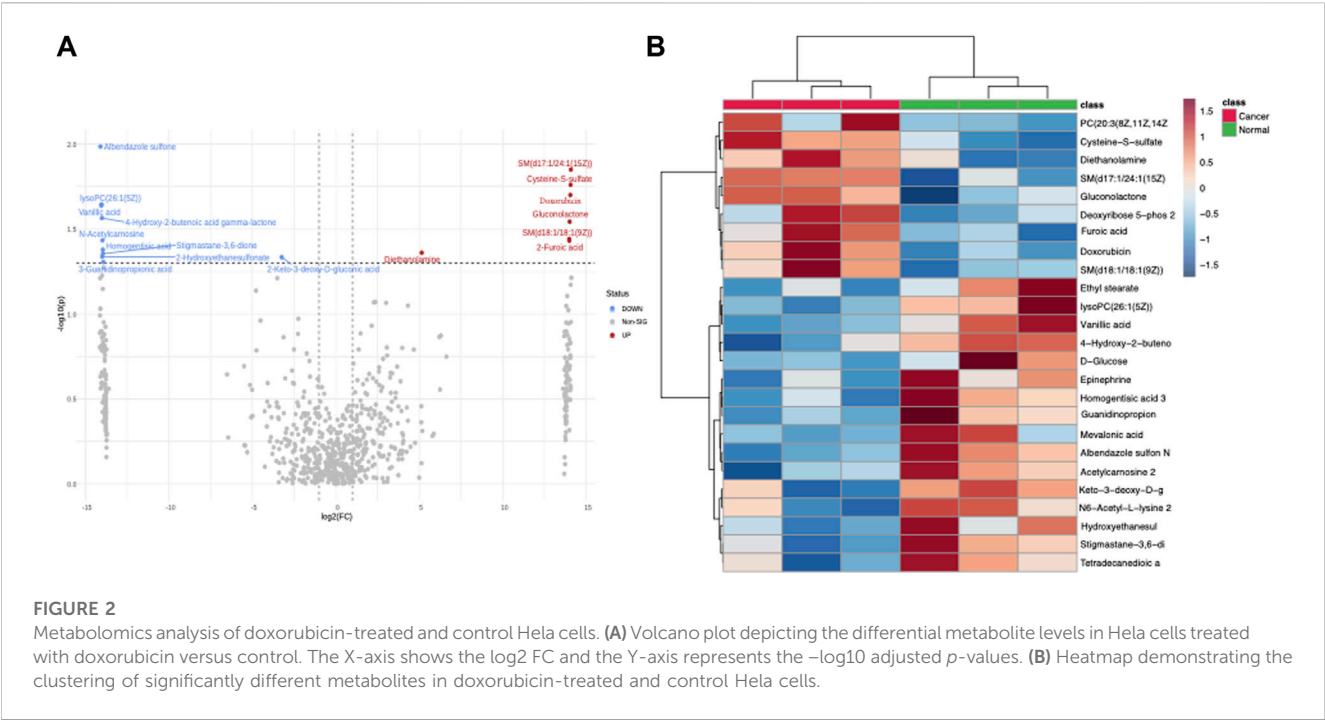 A
2.0
1.5
1.0
0.5
0.0
-log10(p)
-15
-10
-5
0
5
10
15
log2(FC)
Albendazole sulfone
lysoPC(26:1(5Z))
Vanillic acid
4-Hydroxy-2-butenoic acid gamma-lactone
N-Acetylcarnosine
Homogentisic acid
Stigmastane-3,6-dione
2-Hydroxyethanesulfonate
3-Guanidinopropionic acid
2-Keto-3-deoxy-D-gluconic acid
SM(d17:1/24:1(15Z))
Cysteine-S-sulfate
Doxorubicin
Gluconolactone
SM(d18:1/18:1(9Z))
2-Furoic acid
Diethanolamine
Status
DOWN
Non-SIG
UP
B
class
PC(20:3(8Z,11Z,14Z
Cysteine-S-sulfate
Diethanolamine
SM(d17:1/24:1(15Z)
Gluconolactone
Deoxyribose 5-phos 2
Furoic acid
Doxorubicin
SM(d18:1/18:1(9Z))
Ethyl stearate
lysoPC(26:1(5Z))
Vanillic acid
4-Hydroxy-2-buteno
D-Glucose
Epinephrine
Homogentisic acid 3
Guanidinopropion
Mevalonic acid
Albendazole sulfon N
Acetylcarnosine 2
Keto-3-deoxy-D-g
N6-Acetyl-L-lysine 2
Hydroxyethanesul
Stigmastane-3,6-di
Tetradecanedioic a
1.5
1
0.5
0
-0.5
-1
-1.5
class
Cancer
Normal
FIGURE 2
Metabolomics analysis of doxorubicin-treated and control Hela cells. (A) Volcano plot depicting the differential metabolite levels in Hela cells treated
with doxorubicin versus control. The X-axis shows the log2 FC and the Y-axis represents the –log10 adjusted p-values. (B) Heatmap demonstrating the
clustering of significantly different metabolites in doxorubicin-treated and control Hela cells.